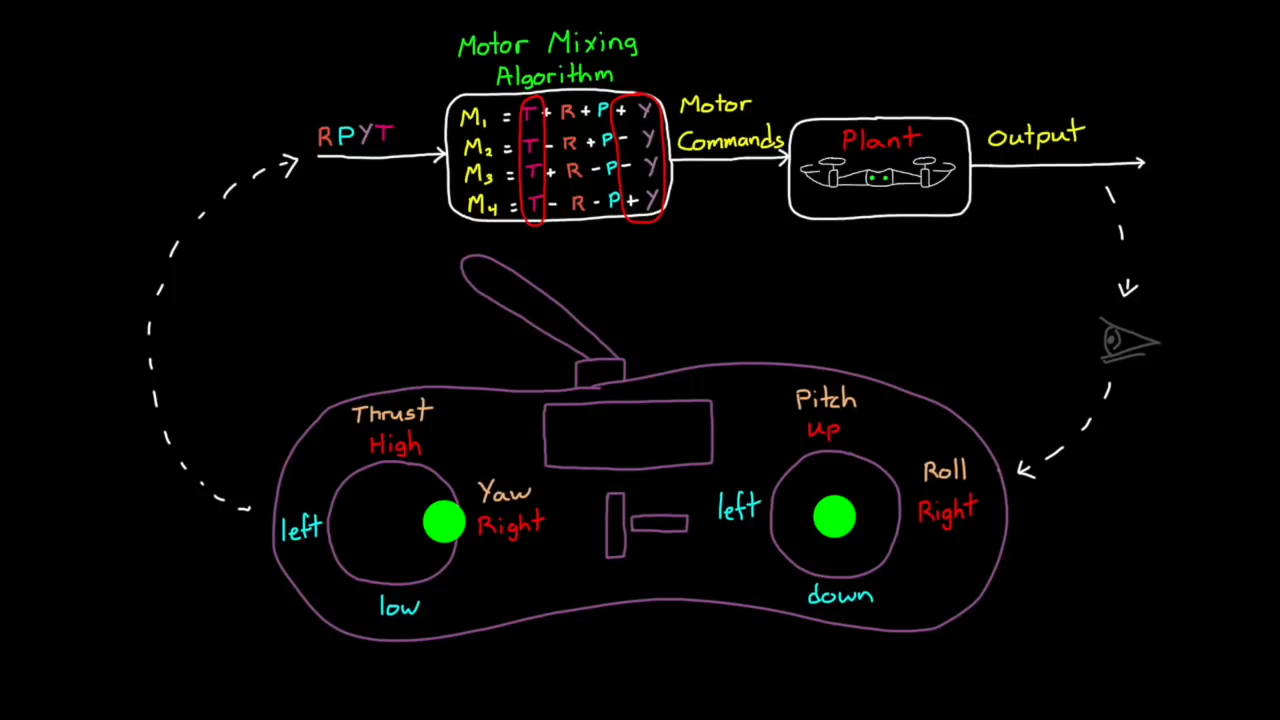 Motor Mixing
Algorithm
RPYT
M1 = T + R + P + Y
M2 = T - R + P - Y
M3 = T + R - P - Y
M4 = T - R - P + Y
Motor
Commands
Plant
Output
Thrust
High
left
Yaw
Right
low
Pitch
Up
left
Roll
Right
down